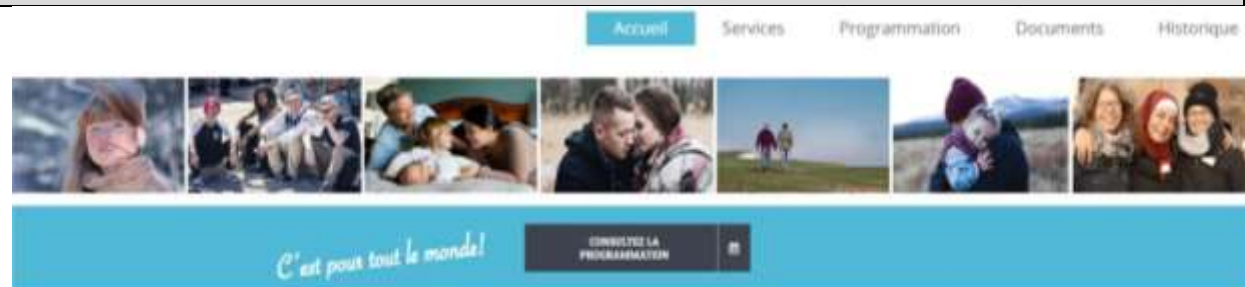 Accueil Services Programmation Documents Historique
C'est pour tout le monde!
CONSULTEZ LA
PROGRAMMATION